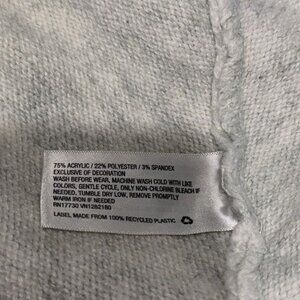 75% ACRYLIC / 22% POLYESTER / 3% SPANDEX
EXCLUSIVE OF DECORATION
WASH BEFORE WEAR, MACHINE WASH COLD WITH LIKE
COLORS, GENTLE CYCLE, ONLY NON-CHLORINE BLEACH IF
NEEDED, TUMBLE DRY LOW, REMOVE PROMPTLY
WARM IRON IF NEEDED
RN17730 VN1282180
LABEL MADE FROM 100% RECYCLED PLASTIC